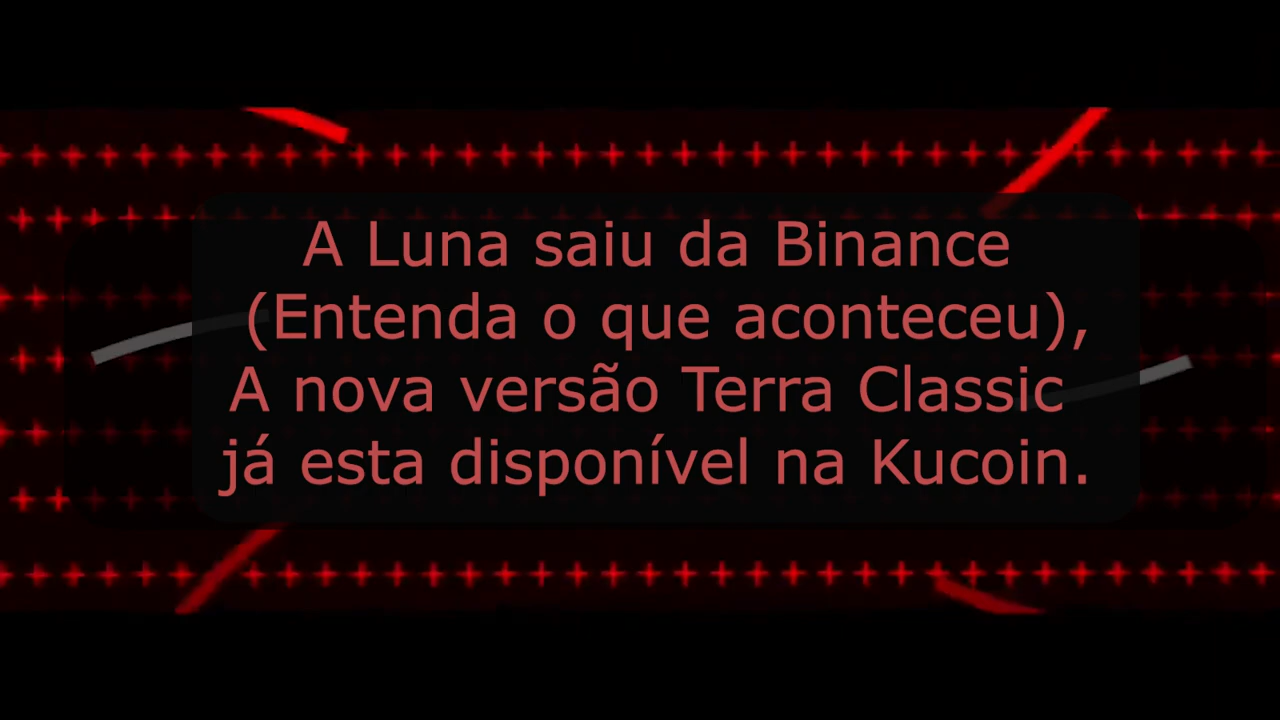 A Luna saiu da Binance
(Entenda o que aconteceu),
A nova versão Terra Classic
já esta disponível na Kucoin.